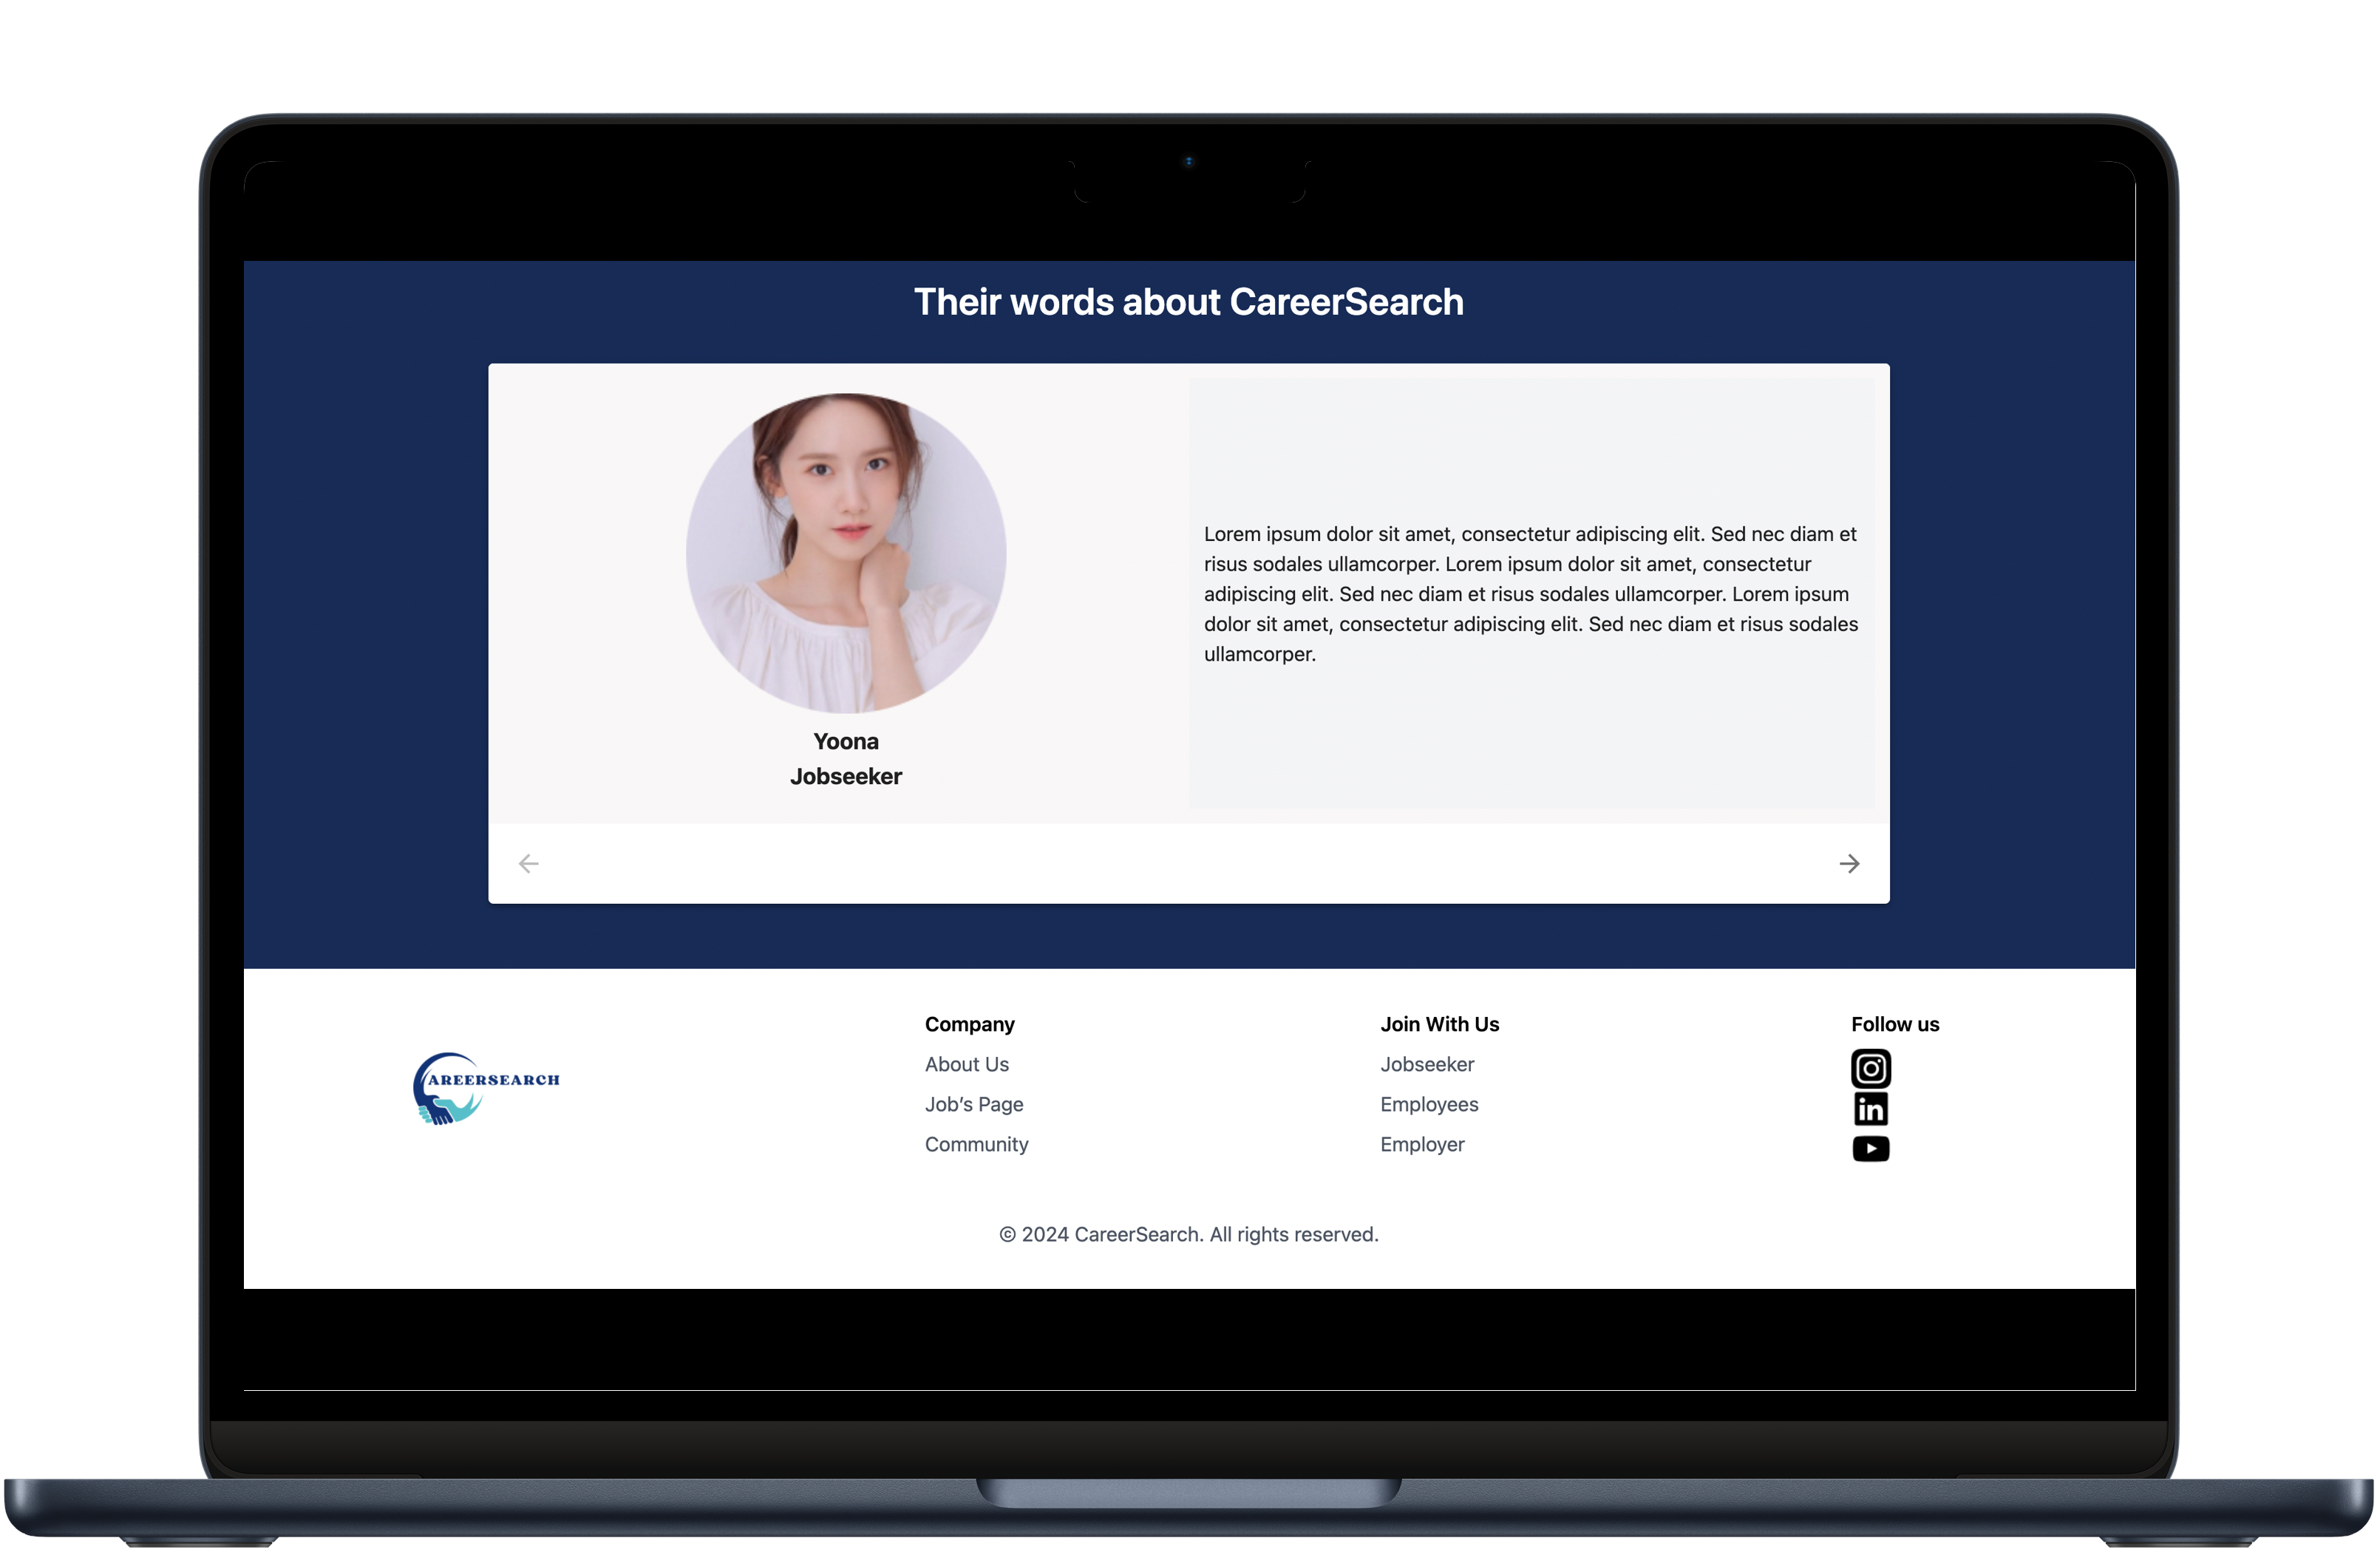 Their words about CareerSearch
Yoona
Jobseeker
Lorem ipsum dolor sit amet, consectetur adipiscing elit. Sed nec diam et
risus sodales ullamcorper. Lorem ipsum dolor sit amet, consectetur
adipiscing elit. Sed nec diam et risus sodales ullamcorper. Lorem ipsum
dolor sit amet, consectetur adipiscing elit. Sed nec diam et risus sodales
ullamcorper.
CAREERSEARCH
Company
About Us
Job’s Page
Community
Join With Us
Jobseeker
Employees
Employer
Follow us
in
© 2024 CareerSearch. All rights reserved.